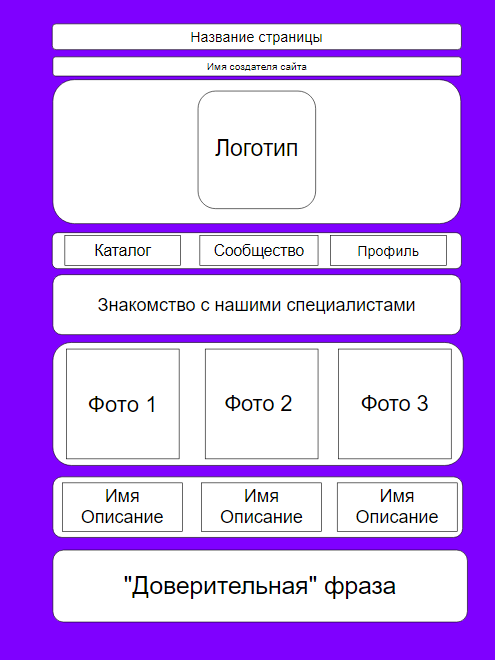 Название страницы
Имя создателя сайта
Логотип
Каталог
Сообщество
Профиль
Знакомство с нашими специалистами
Фото 1
Фото 2
Фото 3
Имя
Описание
Имя
Описание
Имя
Описание
"Доверительная" фраза